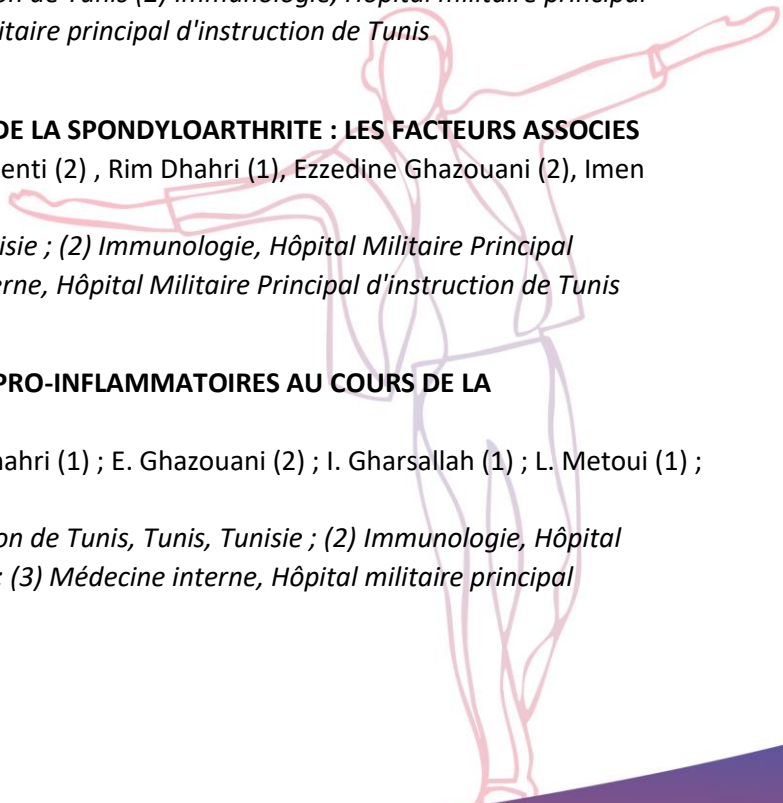 on de Tunis (2) Immunologie, Hôpital militaire principal
itaire principal d'instruction de Tunis
DE LA SPONDYLOARTHRITE : LES FACTEURS ASSOCIES
enti (2) , Rim Dhahri (1), Ezzedine Ghazouani (2), Imen
isie ; (2) Immunologie, Hôpital Militaire Principal
erne, Hôpital Militaire Principal d'instruction de Tunis
PRO-INFLAMMATOIRES AU COURS DE LA
hahri (1) ; E. Ghazouani (2) ; I. Gharsallah (1) ; L. Metoui (1) ;
on de Tunis, Tunis, Tunisie ; (2) Immunologie, Hôpital
; (3) Médecine interne, Hôpital militaire principal